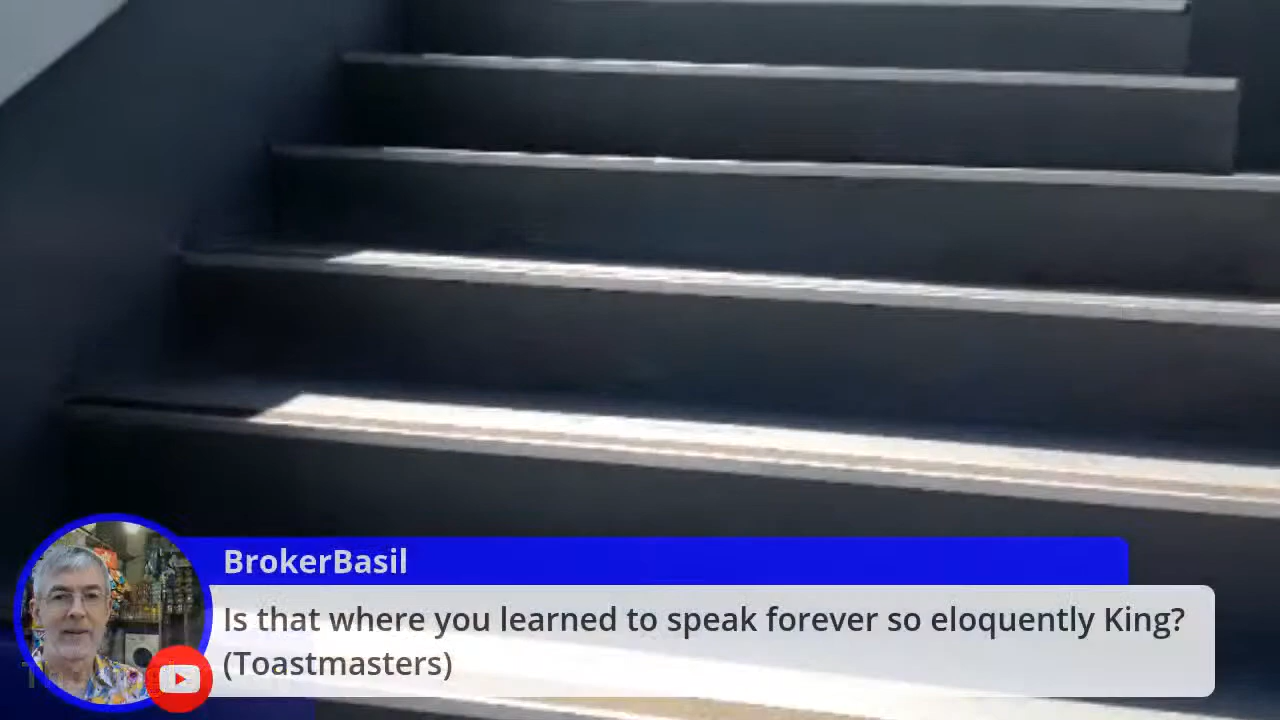 BrokerBasil
Is that where you learned to speak forever so eloquently King?
(Toastmasters)